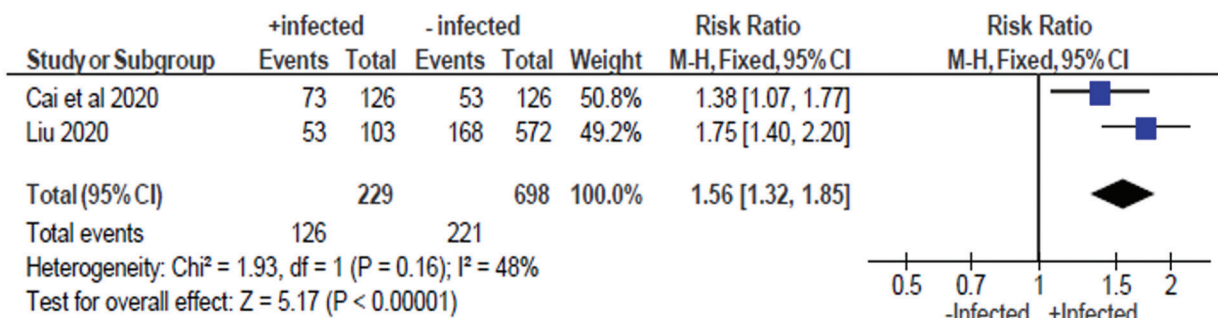 +infected - infected Risk Ratio Risk Ratio
Study or Subgroup Events Total Events Total Weight M-H, Fixed, 95% CI M-H, Fixed, 95% CI
Cai et al 2020 73 126 53 126 50.8% 1.38 [1.07, 1.77]
Liu 2020 53 103 168 572 49.2% 1.75 [1.40, 2.20]
Total (95% CI) 229 698 100.0% 1.56 [1.32, 1.85]
Total events 126 221
Heterogeneity: Chi² = 1.93, df = 1 (P = 0.16); I² = 48%
Test for overall effect: Z = 5.17 (P < 0.00001)
0.5 0.7 1 1.5 2
-Infected +Infected